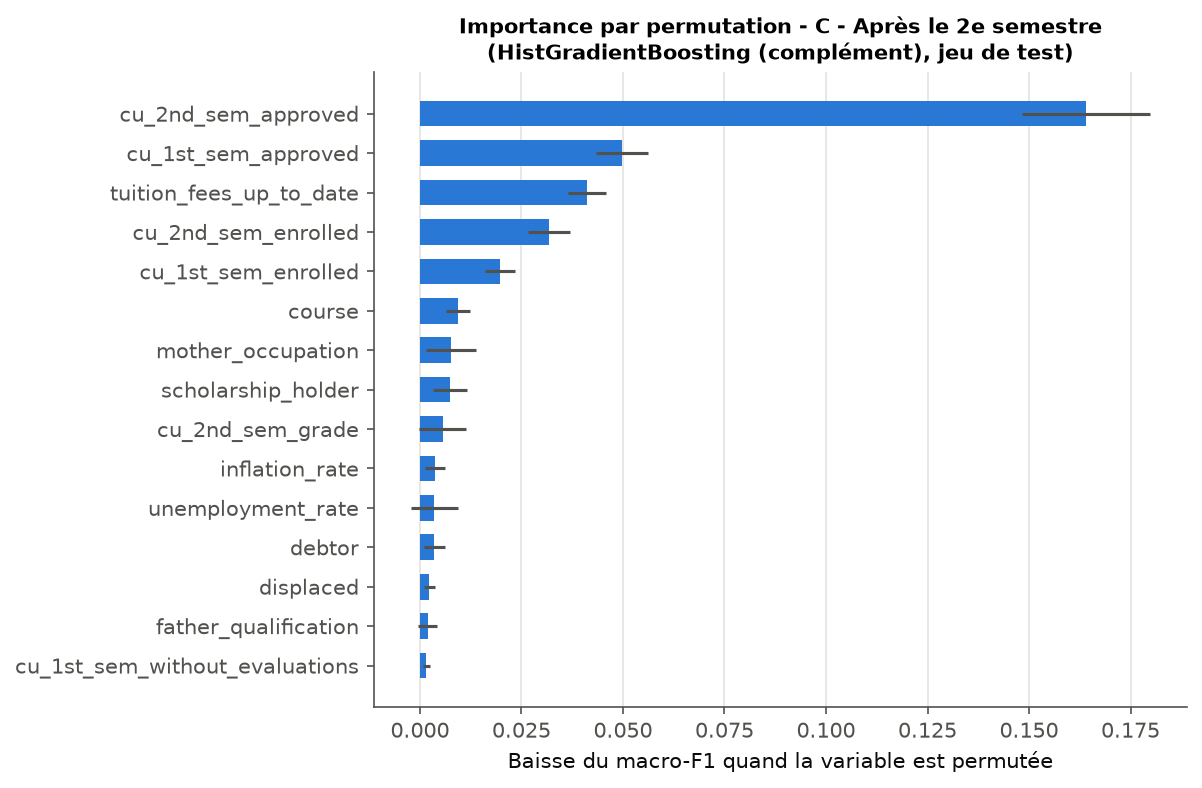 Importance par permutation - C - Après le 2e semestre
(HistGradientBoosting (complément), jeu de test)
cu_2nd_sem_approved
cu_1st_sem_approved
tuition_fees_up_to_date
cu_2nd_sem_enrolled
cu_1st_sem_enrolled
course
mother_occupation
scholarship_holder
cu_2nd_sem_grade
inflation_rate
unemployment_rate
debtor
displaced
father_qualification
cu_1st_sem_without_evaluations
0.000 0.025 0.050 0.075 0.100 0.125 0.150 0.175
Baisse du macro-F1 quand la variable est permutée